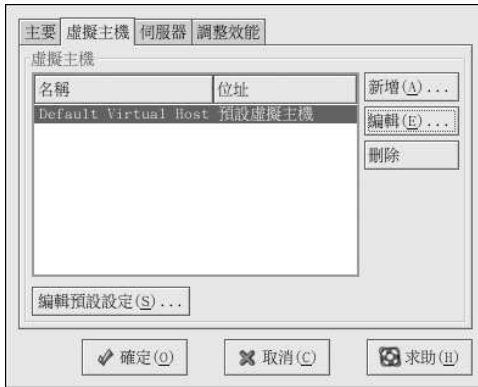 主要 虛擬主機 伺服器 調整效能
虛擬主機
名稱 位址 新增(A)...
Default Virtual Host 預設虛擬主機 編輯(E)...
刪除
編輯預設設定(S)...
確定(O) 取消(C) 求助(H)